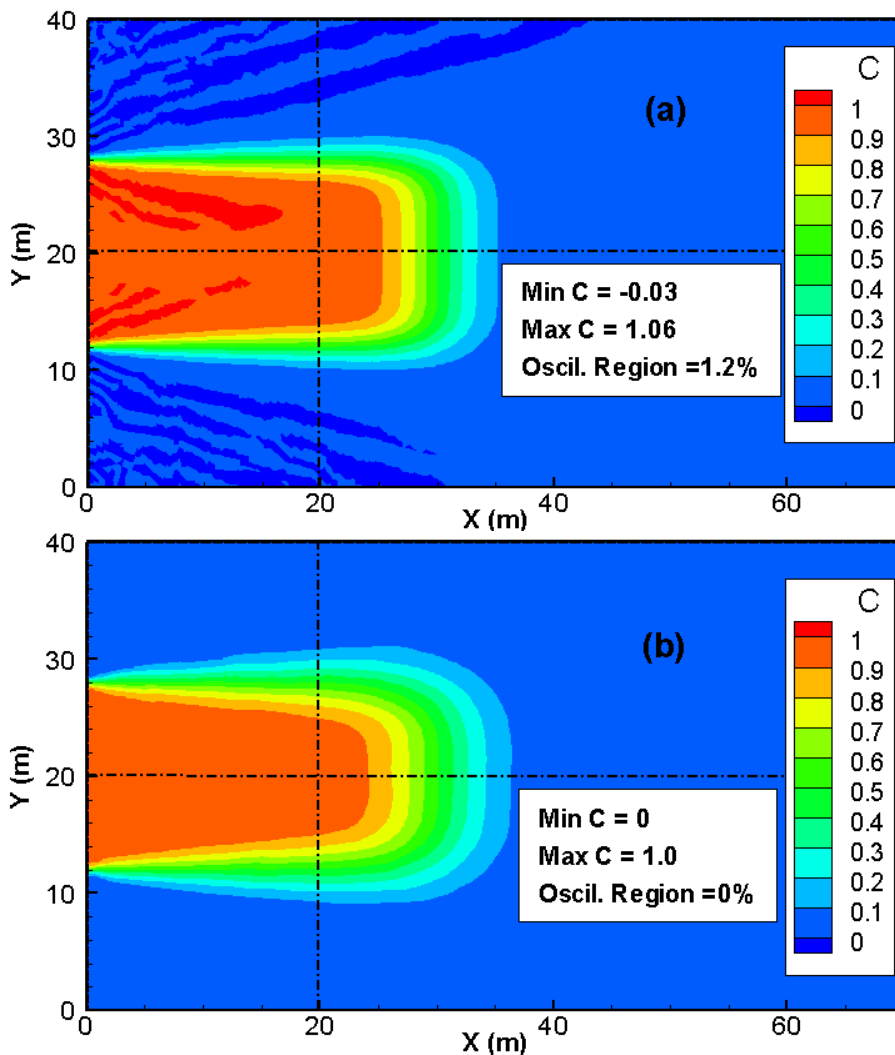 40
30
20
10
0
Y (m)
0
20
40
60
X (m)
(a)
Min C = -0.03
Max C = 1.06
Oscil. Region =1.2%
C
1
0.9
0.8
0.7
0.6
0.5
0.4
0.3
0.2
0.1
0
40
30
20
10
0
Y (m)
0
20
40
60
X (m)
(b)
Min C = 0
Max C = 1.0
Oscil. Region =0%
C
1
0.9
0.8
0.7
0.6
0.5
0.4
0.3
0.2
0.1
0